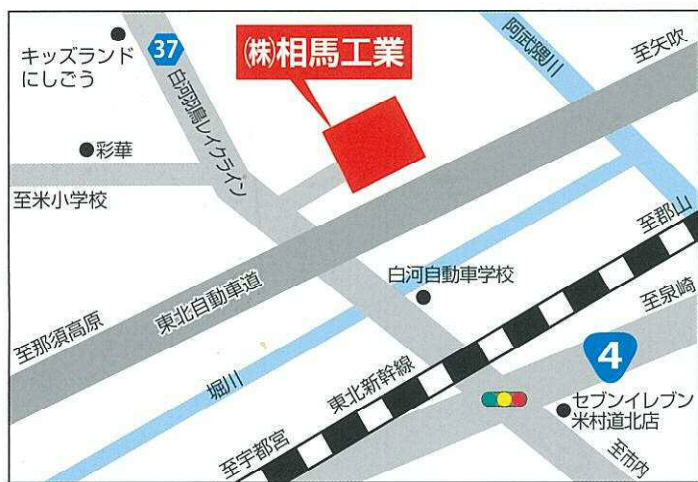 キッズランド
にしごう
37
白河羽鳥レイクライン
㈱相馬工業
阿武隈川
至矢吹
彩華
至米小学校
至郡山
白河自動車学校
至泉崎
東北自動車道
至那須高原
4
堀川
東北新幹線
セブンイレブン
米村道北店
至宇都宮
至市内